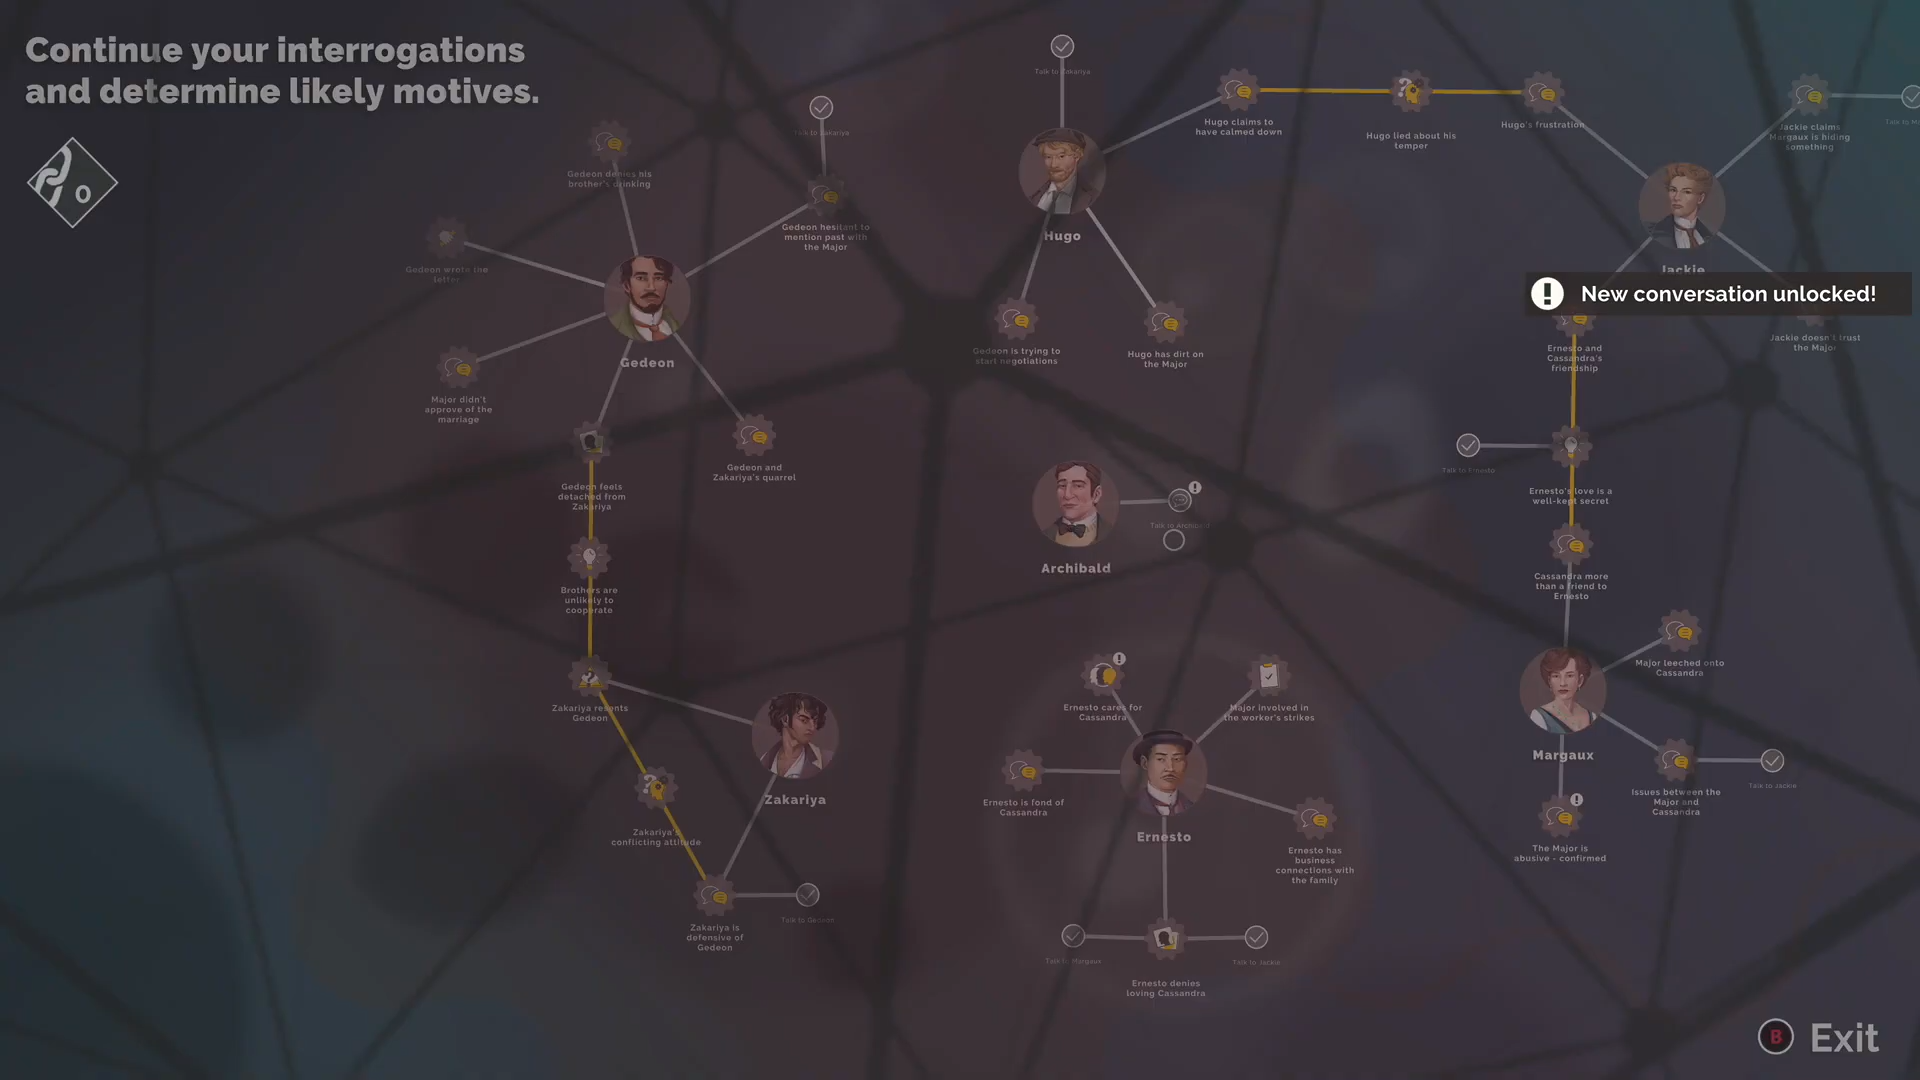 Continue your interrogations
and determine likely motives.
0
Talk to Zakariya
Talk to Zakariya
Gedeon denies his
brother's drinking
Gedeon hesitant to
mention past with
the Major
Gedeon wrote the
letter
Gedeon
Major didn't
approve of the
marriage
Gedeon and
Zakariya's quarrel
Gedeon feels
detached from
Zakariya
Brothers are
unlikely to
cooperate
Zakariya resents
Gedeon
Zakariya
Zakariya's
conflicting attitude
Zakariya is
defensive of
Gedeon
Talk to Gedeon
Hugo claims to
have calmed down
Hugo lied about his
temper
Hugo's frustration
Hugo
Gedeon is trying to
start negotiations
Hugo has dirt on
the Major
Jackie claims
Margaux is hiding
something
Jackie
New conversation unlocked!
Jackie doesn't trust
the Major
Ernesto and
Cassandra's
friendship
Talk to Ernesto
Ernesto's love is a
well-kept secret
Cassandra more
than a friend to
Ernesto
Talk to Archibald
Archibald
Major leeched onto
Cassandra
Margaux
Issues between the
Major and
Cassandra
Talk to Jackie
The Major is
abusive - confirmed
Ernesto cares for
Cassandra
Major involved in
the worker's strikes
Ernesto is fond of
Cassandra
Ernesto
Ernesto has
business
connections with
the family
Talk to Margaux
Talk to Jackie
Ernesto denies
loving Cassandra
B Exit